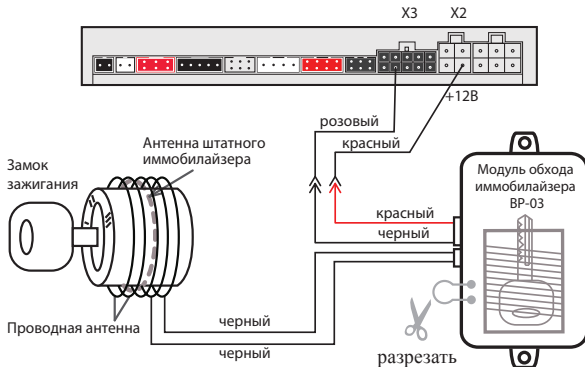 X3
X2
+12В
розовый
красный
Антенна штатного
иммобилайзера
Замок
зажигания
Модуль обхода
иммобилайзера
ВР-03
красный
черный
Проводная антенна
черный
черный
разрезать